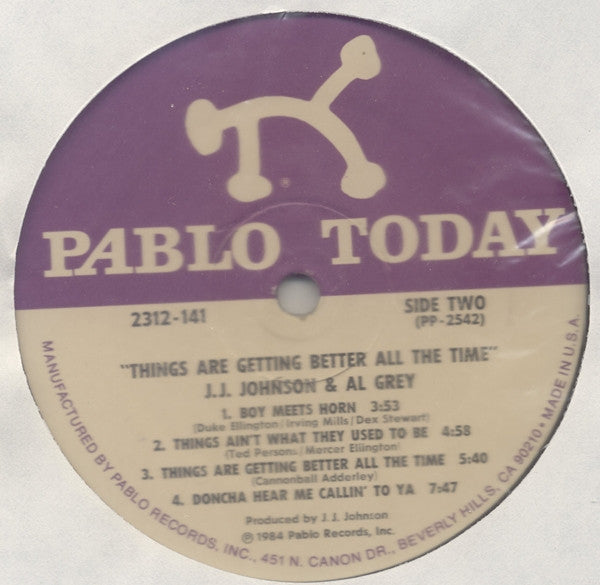 ®
PABLO TODAY
2312-141
SIDE TWO
(PP-2542)
"THINGS ARE GETTING BETTER ALL THE TIME"
J.J. JOHNSON & AL GREY
1. BOY MEETS HORN 3:53
(Duke Ellington/Irving Mills/Dex Stewart)
2. THINGS AIN'T WHAT THEY USED TO BE 4:58
(Ted Persons/Mercer Ellington)
3. THINGS ARE GETTING BETTER ALL THE TIME 5:40
(Cannonball Adderley)
4. DONCHA HEAR ME CALLIN' TO YA 7:47
Produced by J.J. Johnson
℗ 1984 Pablo Records, Inc.
MANUFACTURED BY PABLO RECORDS, INC., 451 N. CANON DR., BEVERLY HILLS, CA 90210 • MADE IN U.S.A.